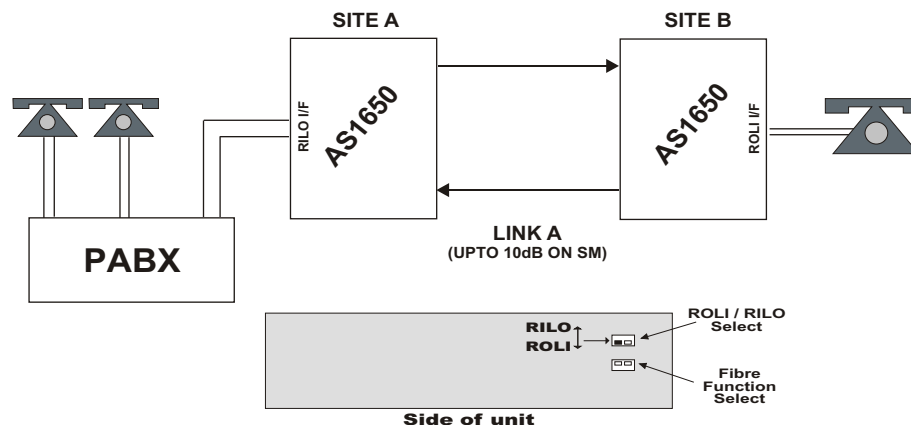 SITE A
SITE B
RILO I/F
AS1650
AS1650
ROLI I/F
PABX
LINK A
(UPTO 10dB ON SM)
RILO
ROLI
ROLI / RILO
Select
Fibre
Function
Select
Side of unit